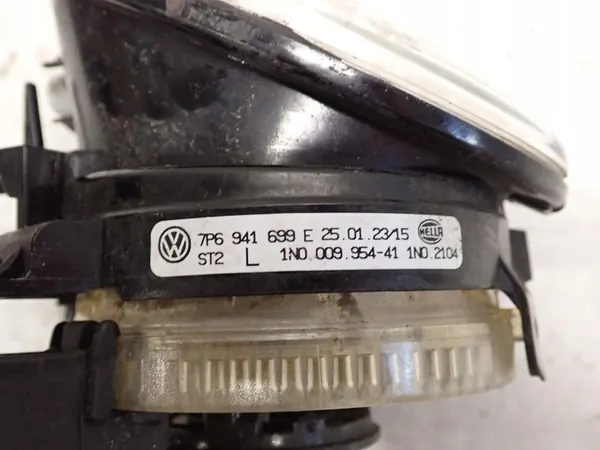 7P6 941 699 E 25.01.23/15 HELLA
ST2 L 1N0.009.954-41 1N0.2104